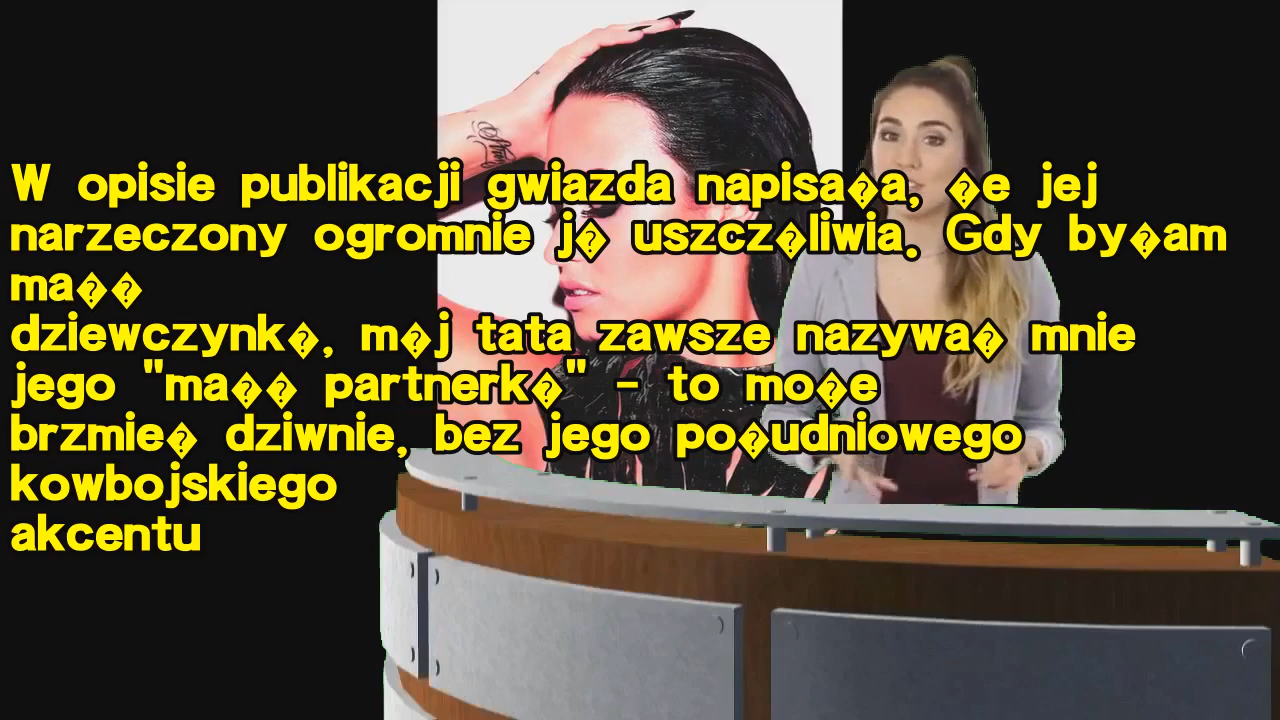 W opisie publikacji gwiazda napisa�a, �e jej
narzeczony ogromnie j� uszcz�liwia. Gdy by�am
ma��
dziewczynk�, m�j tata zawsze nazywa� mnie
jego "ma�� partnerk�" - to mo�e
brzmie� dziwnie, bez jego po�udniowego
kowbojskiego
akcentu